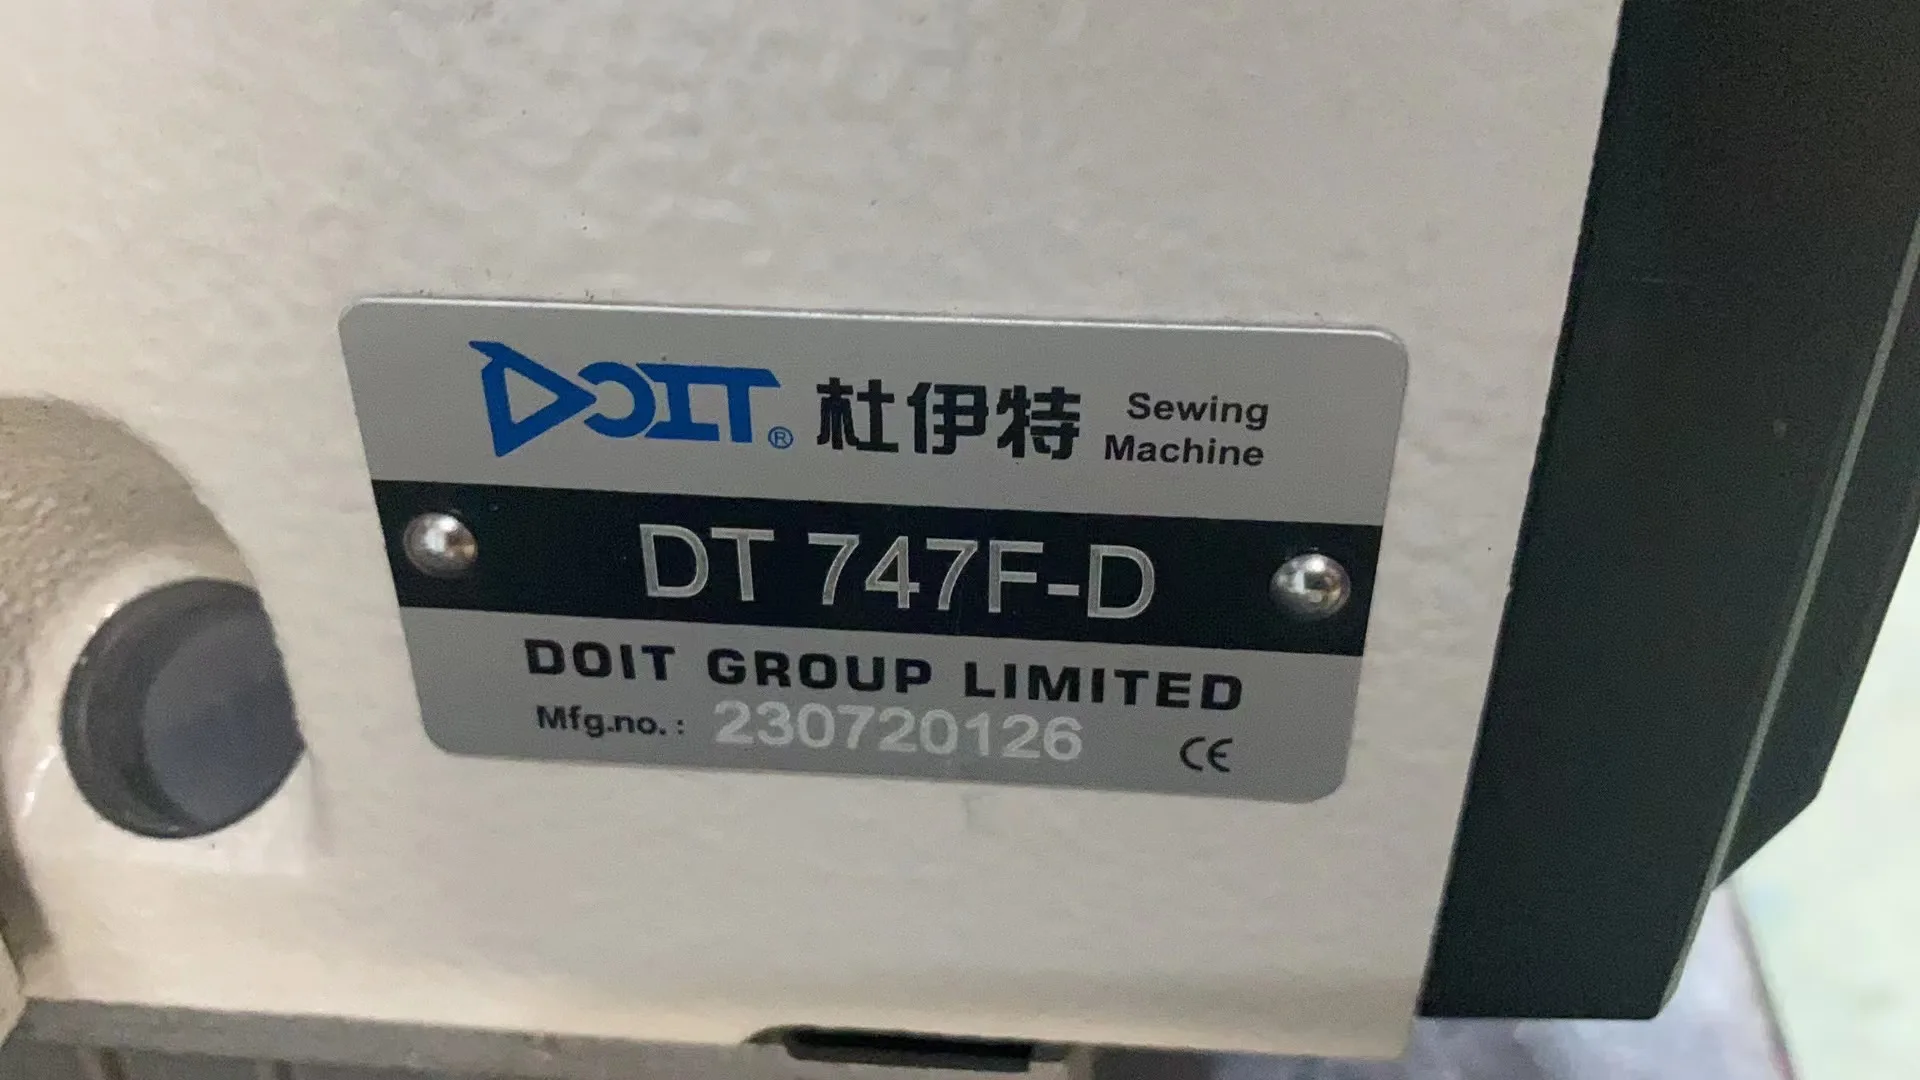 DOIT® 杜伊特 Sewing Machine
DT 747F-D
DOIT GROUP LIMITED
Mfg.no.: 230720126 CE